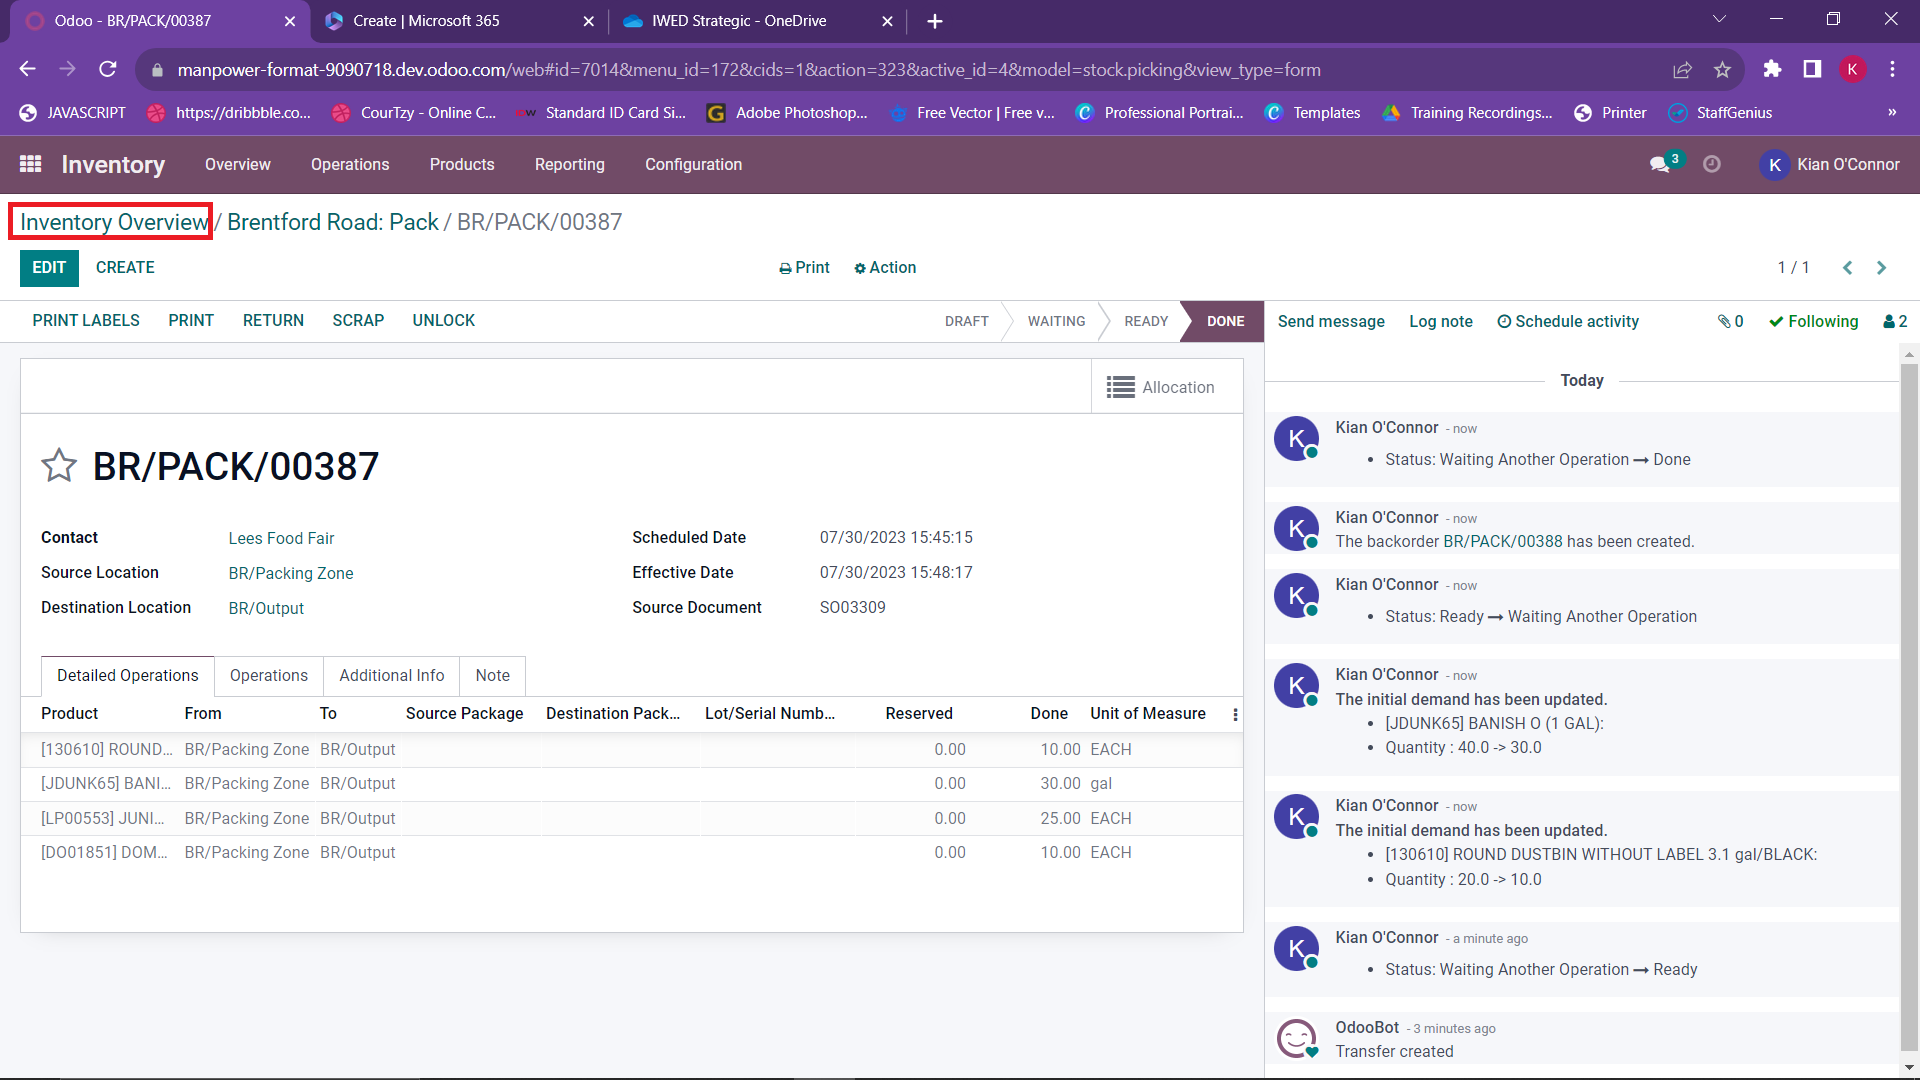 Odoo - BR/PACK/00387
Create | Microsoft 365
IWED Strategic - OneDrive
manpower-format-9090718.dev.odoo.com/web#id=7014&menu_id=172&cids=1&action=323&active_id=4&model=stock.picking&view_type=form
K
JAVASCRIPT
https://dribbble.co...
CourTzy - Online C...
Standard ID Card Si...
Adobe Photoshop...
Free Vector | Free v...
Professional Portrai...
Templates
Training Recordings...
Printer
StaffGenius
»
Inventory
Overview
Operations
Products
Reporting
Configuration
3
K
Kian O'Connor
Inventory Overview / Brentford Road: Pack / BR/PACK/00387
EDIT
CREATE
Print
Action
1 / 1
PRINT LABELS
PRINT
RETURN
SCRAP
UNLOCK
DRAFT
WAITING
READY
DONE
Send message
Log note
Schedule activity
0
Following
2
Allocation
BR/PACK/00387
Contact
Lees Food Fair
Source Location
BR/Packing Zone
Destination Location
BR/Output
Scheduled Date
07/30/2023 15:45:15
Effective Date
07/30/2023 15:48:17
Source Document
SO03309
Detailed Operations
Operations
Additional Info
Note
Product From To Source Package Destination Pack... Lot/Serial Numb... Reserved Done Unit of Measure
[130610] ROUND... BR/Packing Zone BR/Output 0.00 10.00 EACH
[JDUNK65] BANI... BR/Packing Zone BR/Output 0.00 30.00 gal
[LP00553] JUNI... BR/Packing Zone BR/Output 0.00 25.00 EACH
[DO01851] DOM... BR/Packing Zone BR/Output 0.00 10.00 EACH
Today
K
Kian O'Connor - now
• Status: Waiting Another Operation → Done
K
Kian O'Connor - now
The backorder BR/PACK/00388 has been created.
K
Kian O'Connor - now
• Status: Ready → Waiting Another Operation
K
Kian O'Connor - now
The initial demand has been updated.
• [JDUNK65] BANISH O (1 GAL):
• Quantity : 40.0 -> 30.0
K
Kian O'Connor - now
The initial demand has been updated.
• [130610] ROUND DUSTBIN WITHOUT LABEL 3.1 gal/BLACK:
• Quantity : 20.0 -> 10.0
K
Kian O'Connor - a minute ago
• Status: Waiting Another Operation → Ready
OdooBot - 3 minutes ago
Transfer created